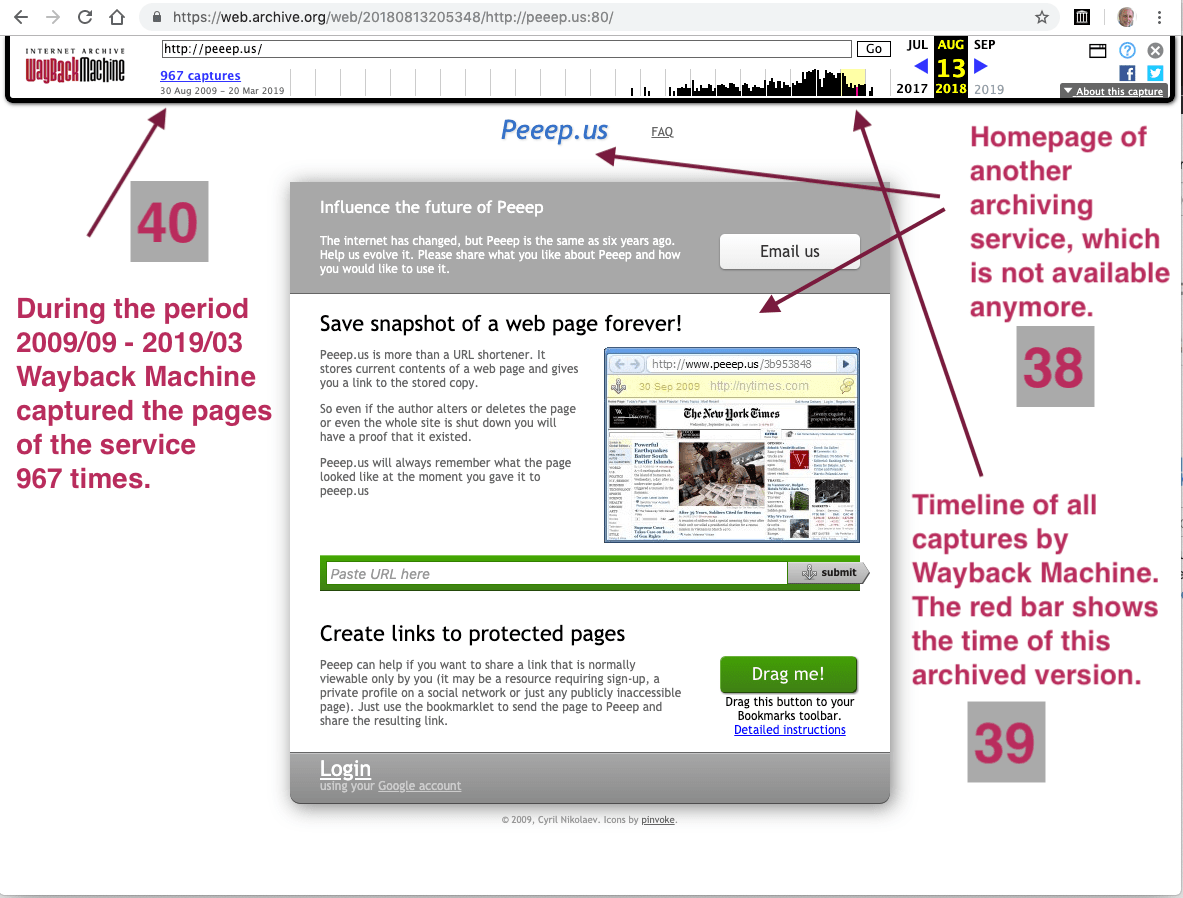 https://web.archive.org/web/20180813205348/http://peeep.us:80/
INTERNET ARCHIVE
WayBackMachine
http://peeep.us/
Go
JUL AUG SEP
13
2017 2018 2019
967 captures
30 Aug 2009 – 20 Mar 2019
About this capture
Peeep.us
FAQ
Homepage of
another
archiving
service, which
is not available
anymore.
38
40
During the period
2009/09 - 2019/03
Wayback Machine
captured the pages
of the service
967 times.
Influence the future of Peeep
The internet has changed, but Peeep is the same as six years ago.
Help us evolve it. Please share what you like about Peeep and how
you would like to use it.
Email us
Save snapshot of a web page forever!
Peeep.us is more than a URL shortener. It
stores current contents of a web page and gives
you a link to the stored copy.
So even if the author alters or deletes the page
or even the whole site is shut down you will
have a proof that it existed.
Peeep.us will always remember what the page
looked like at the moment you gave it to
peeep.us
http://www.peeep.us/3b953848
30 Sep 2009 http://nytimes.com
The New York Times
Powerful
Earthquakes
Batter South
Pacific Islands
After 39 Years, Soldiers Cited for Heroism
Timeline of all
captures by
Wayback Machine.
The red bar shows
the time of this
archived version.
39
Paste URL here
submit
Create links to protected pages
Peeep can help if you want to share a link that is normally
viewable only by you (it may be a resource requiring sign-up, a
private profile on a social network or just any publicly inaccessible
page). Just use the bookmarklet to send the page to Peeep and
share the resulting link.
Drag me!
Drag this button to your
Bookmarks toolbar.
Detailed instructions
Login
using your Google account
© 2009, Cyril Nikolaev. Icons by pinvoke.